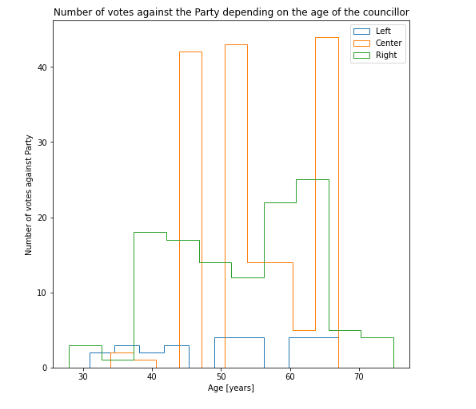 Number of votes against the Party depending on the age of the councillor
Left
Center
Right
Number of votes against Party
40
30
20
10
0
30 40 50 60 70
Age [years]